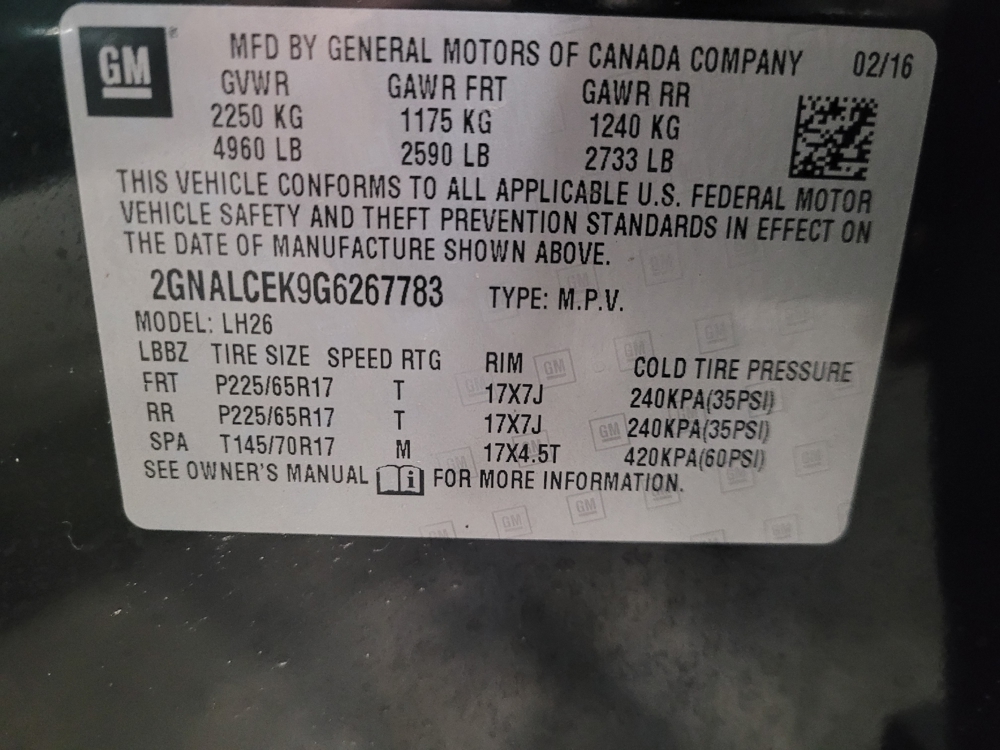 GM
MFD BY GENERAL MOTORS OF CANADA COMPANY 02/16
GVWR GAWR FRT GAWR RR
2250 KG 1175 KG 1240 KG
4960 LB 2590 LB 2733 LB
THIS VEHICLE CONFORMS TO ALL APPLICABLE U.S. FEDERAL MOTOR
VEHICLE SAFETY AND THEFT PREVENTION STANDARDS IN EFFECT ON
THE DATE OF MANUFACTURE SHOWN ABOVE.
2GNALCEK9G6267783 TYPE: M.P.V.
MODEL: LH26
LBBZ TIRE SIZE SPEED RTG RIM COLD TIRE PRESSURE
FRT P225/65R17 T 17X7J 240KPA(35PSI)
RR P225/65R17 T 17X7J 240KPA(35PSI)
SPA T145/70R17 M 17X4.5T 420KPA(60PSI)
SEE OWNER'S MANUAL i FOR MORE INFORMATION.